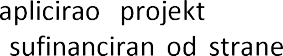 aplicirao projekt
sufinanciran od strane